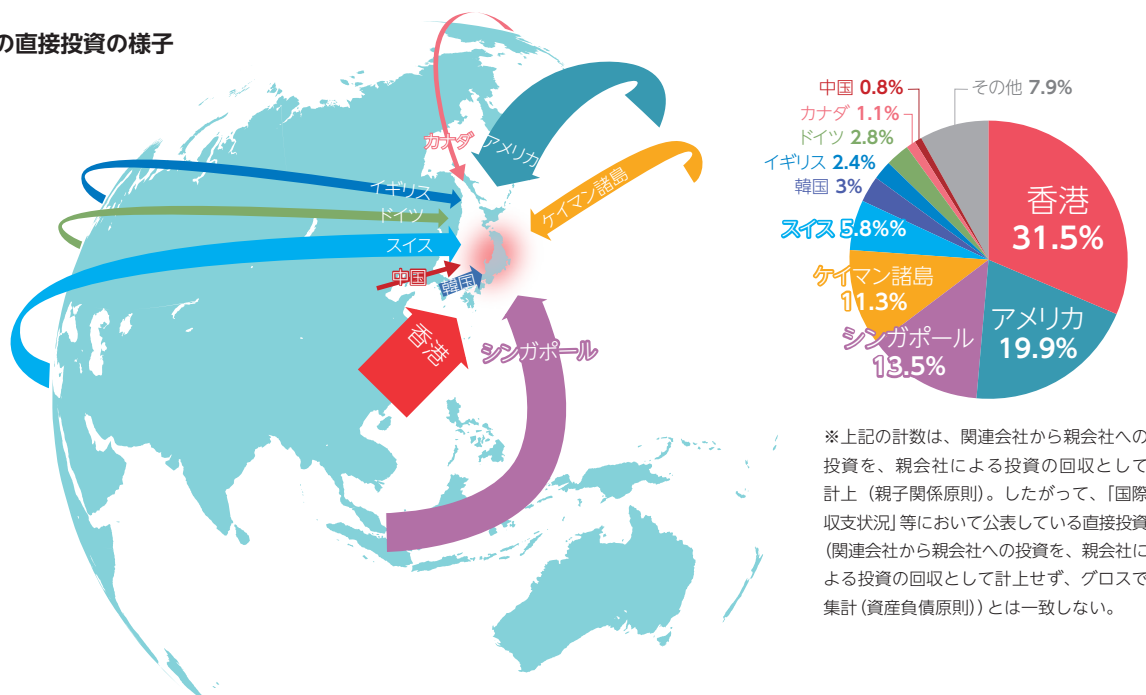 の直接投資の様子
カナダ
アメリカ
ケイマン諸島
イギリス
ドイツ
スイス
中国
韓国
香港
シンガポール
中国 0.8%
その他 7.9%
カナダ 1.1%
ドイツ 2.8%
イギリス 2.4%
韓国 3%
スイス 5.8%%
ケイマン諸島
11.3%
シンガポール
13.5%
香港
31.5%
アメリカ
19.9%
※上記の計数は、関連会社から親会社への
投資を、親会社による投資の回収として
計上（親子関係原則）。したがって、「国際
収支状況」等において公表している直接投資
（関連会社から親会社への投資を、親会社に
よる投資の回収として計上せず、グロスで
集計（資産負債原則））とは一致しない。